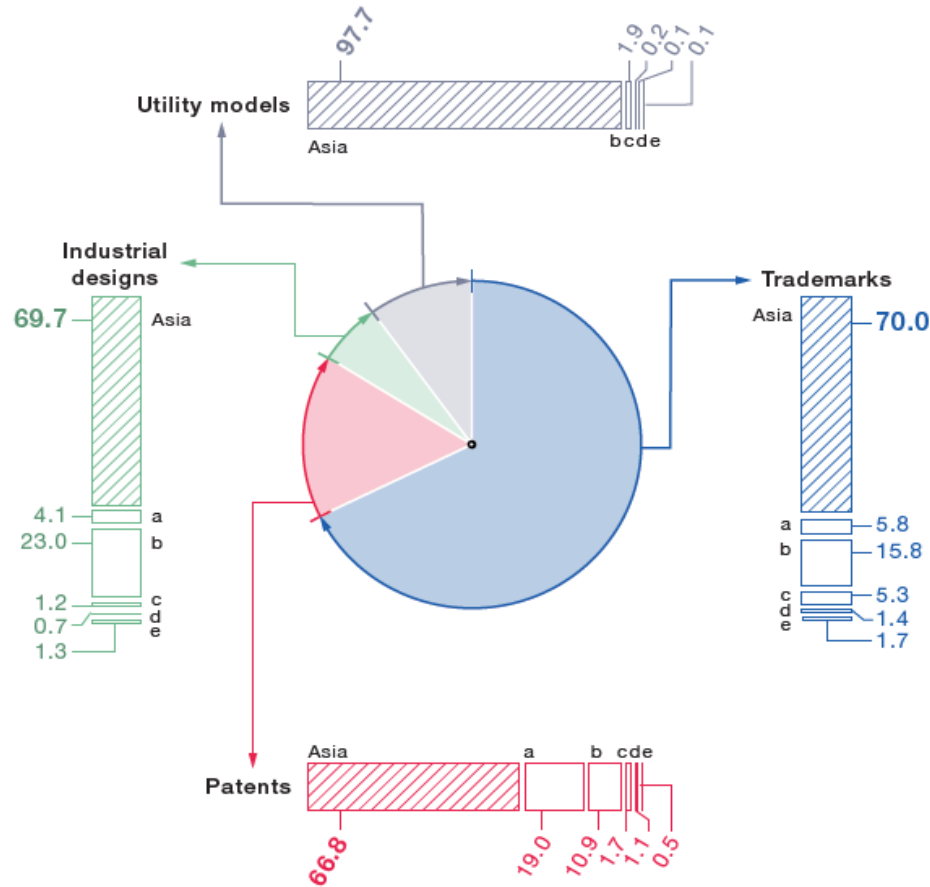 97.7
1.9
0.2
0.1
0.1
Utility models
Asia
b c d e
Industrial
designs
69.7
Asia
4.1
a
23.0
b
1.2
c
0.7
d
1.3
e
Trademarks
Asia
70.0
a
5.8
b
15.8
c
5.3
d
1.4
e
1.7
Asia a b c d e
Patents
66.8
19.0
10.9
1.7
1.1
0.5